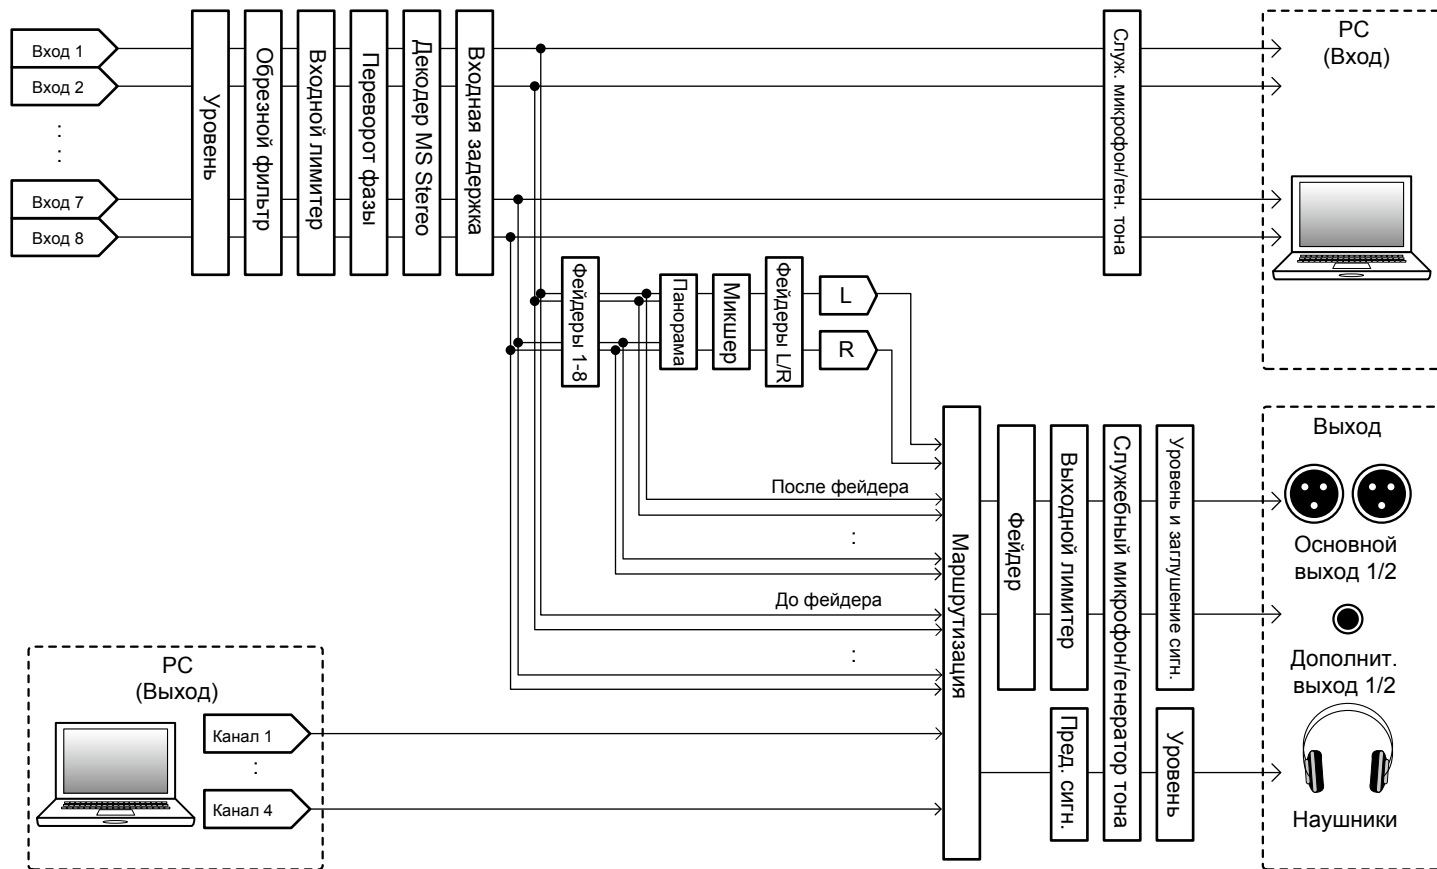 Вход 1
Вход 2
Вход 7
Вход 8
Уровень
Обрезной фильтр
Входной лимитер
Переворот фазы
Декодер MS Stereo
Входная задержка
Служ. микрофон/ген. тона
PC
(Вход)
Фейдеры 1-8
Панорама
Микшер
Фейдеры L/R
L
R
После фейдера
:
До фейдера
:
Маршрутизация
Фейдер
Выходной лимитер
Служебный микрофон/генератор тона
Уровень и заглушение сигн.
Пред. сигн.
Уровень
Выход
Основной
выход 1/2
Дополнит.
выход 1/2
Наушники
PC
(Выход)
Канал 1
:
Канал 4